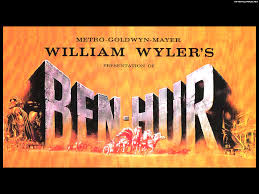 METRO-GOLDWYN-MAYER
WILLIAM WYLER'S
PRESENTATION OF
BEN-HUR